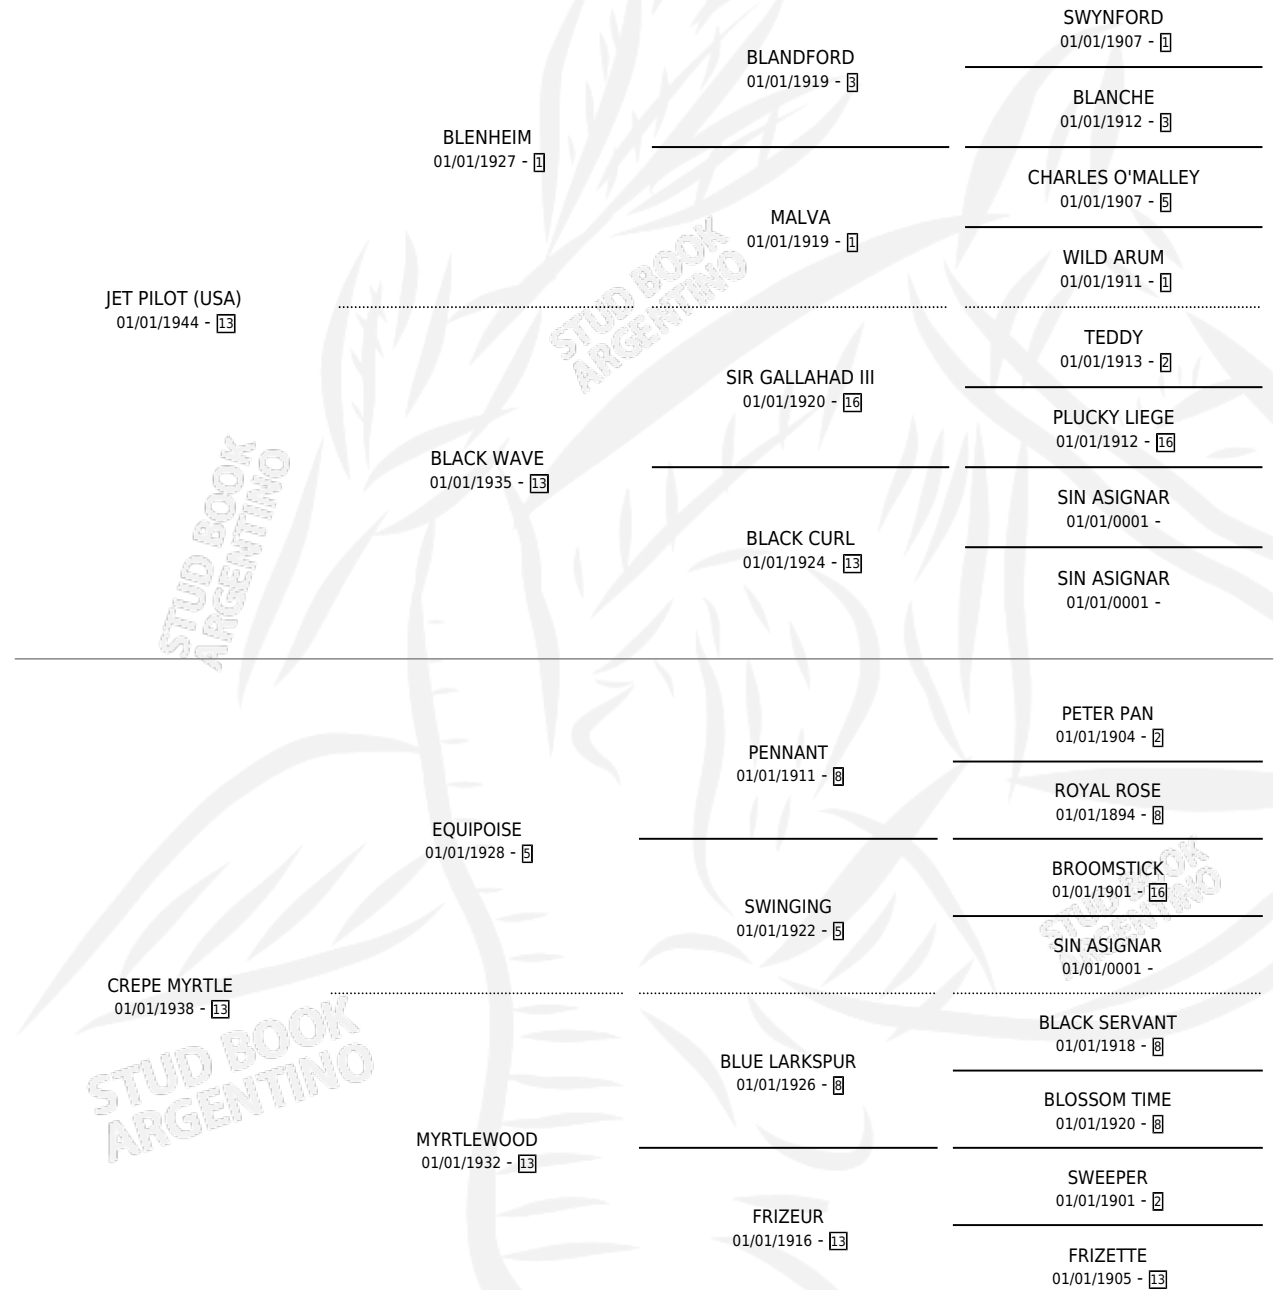 SWYNFORD
01/01/1907 - 1
BLANDFORD
01/01/1919 - 3
BLANCHE
01/01/1912 - 3
BLENHEIM
01/01/1927 - 1
CHARLES O'MALLEY
01/01/1907 - 5
MALVA
01/01/1919 - 1
WILD ARUM
01/01/1911 - 1
JET PILOT (USA)
01/01/1944 - 13
TEDDY
01/01/1913 - 2
SIR GALLAHAD III
01/01/1920 - 16
PLUCKY LIEGE
01/01/1912 - 16
BLACK WAVE
01/01/1935 - 13
SIN ASIGNAR
01/01/0001 -
BLACK CURL
01/01/1924 - 13
SIN ASIGNAR
01/01/0001 -
PETER PAN
01/01/1904 - 2
PENNANT
01/01/1911 - 8
ROYAL ROSE
01/01/1894 - 8
EQUIPOISE
01/01/1928 - 5
BROOMSTICK
01/01/1901 - 16
SWINGING
01/01/1922 - 5
SIN ASIGNAR
01/01/0001 -
CREPE MYRTLE
01/01/1938 - 13
BLACK SERVANT
01/01/1918 - 8
BLUE LARKSPUR
01/01/1926 - 8
BLOSSOM TIME
01/01/1920 - 8
MYRTLEWOOD
01/01/1932 - 13
SWEEPER
01/01/1901 - 2
FRIZEUR
01/01/1916 - 13
FRIZETTE
01/01/1905 - 13
STUD BOOK
ARGENTINO
STUD BOOK
ARGENTINO
STUD BOOK
ARGENTINO
STUD BOOK
ARGENTINO